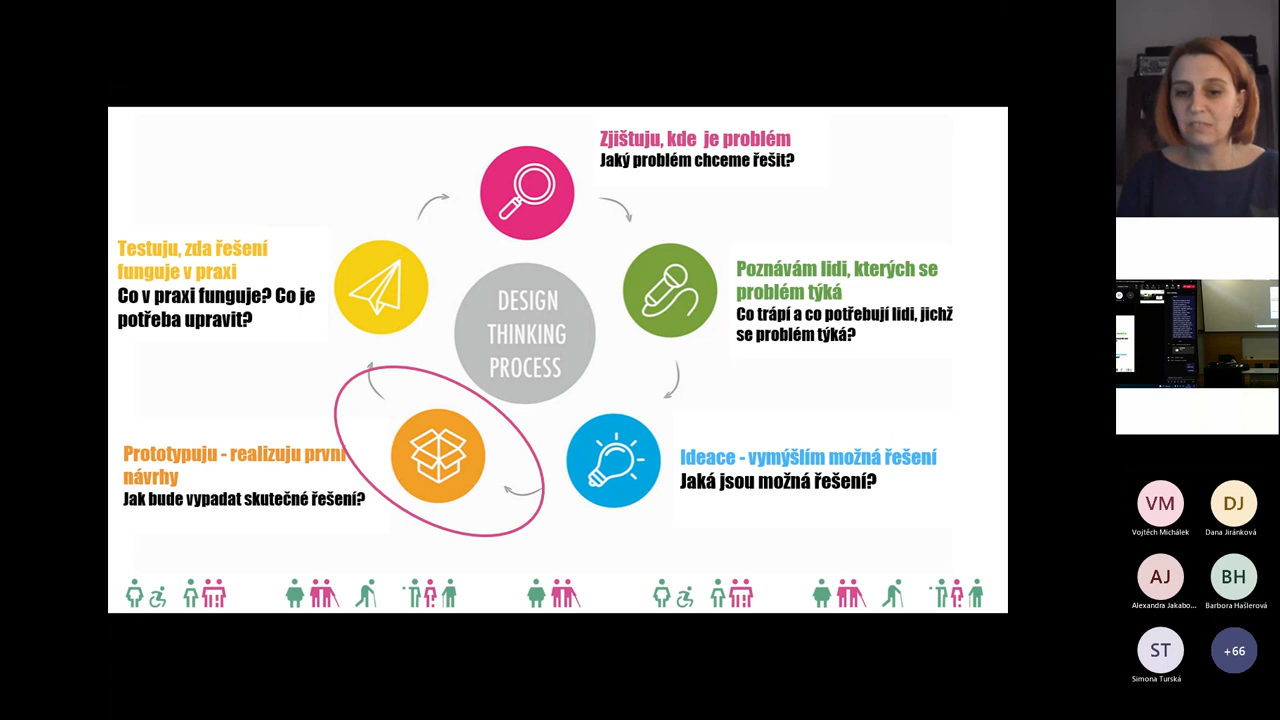 Zjištuju, kde je problém
Jaký problém chceme řešit?
Testuju, zda řešení
funguje v praxi
Co v praxi funguje? Co je
potřeba upravit?
DESIGN
THINKING
PROCESS
Poznávám lidi, kterých se
problém týká
Co trápí a co potřebují lidi, jichž
se problém týká?
Prototypuju - realizuju první
návrhy
Jak bude vypadat skutečné řešení?
Ideace - vymýšlím možná řešení
Jaká jsou možná řešení?
VM
Vojtěch Michálek
DJ
Dana Jiránková
AJ
Alexandra Jakabo...
BH
Barbora Hašlerová
ST
Simona Turská
+66